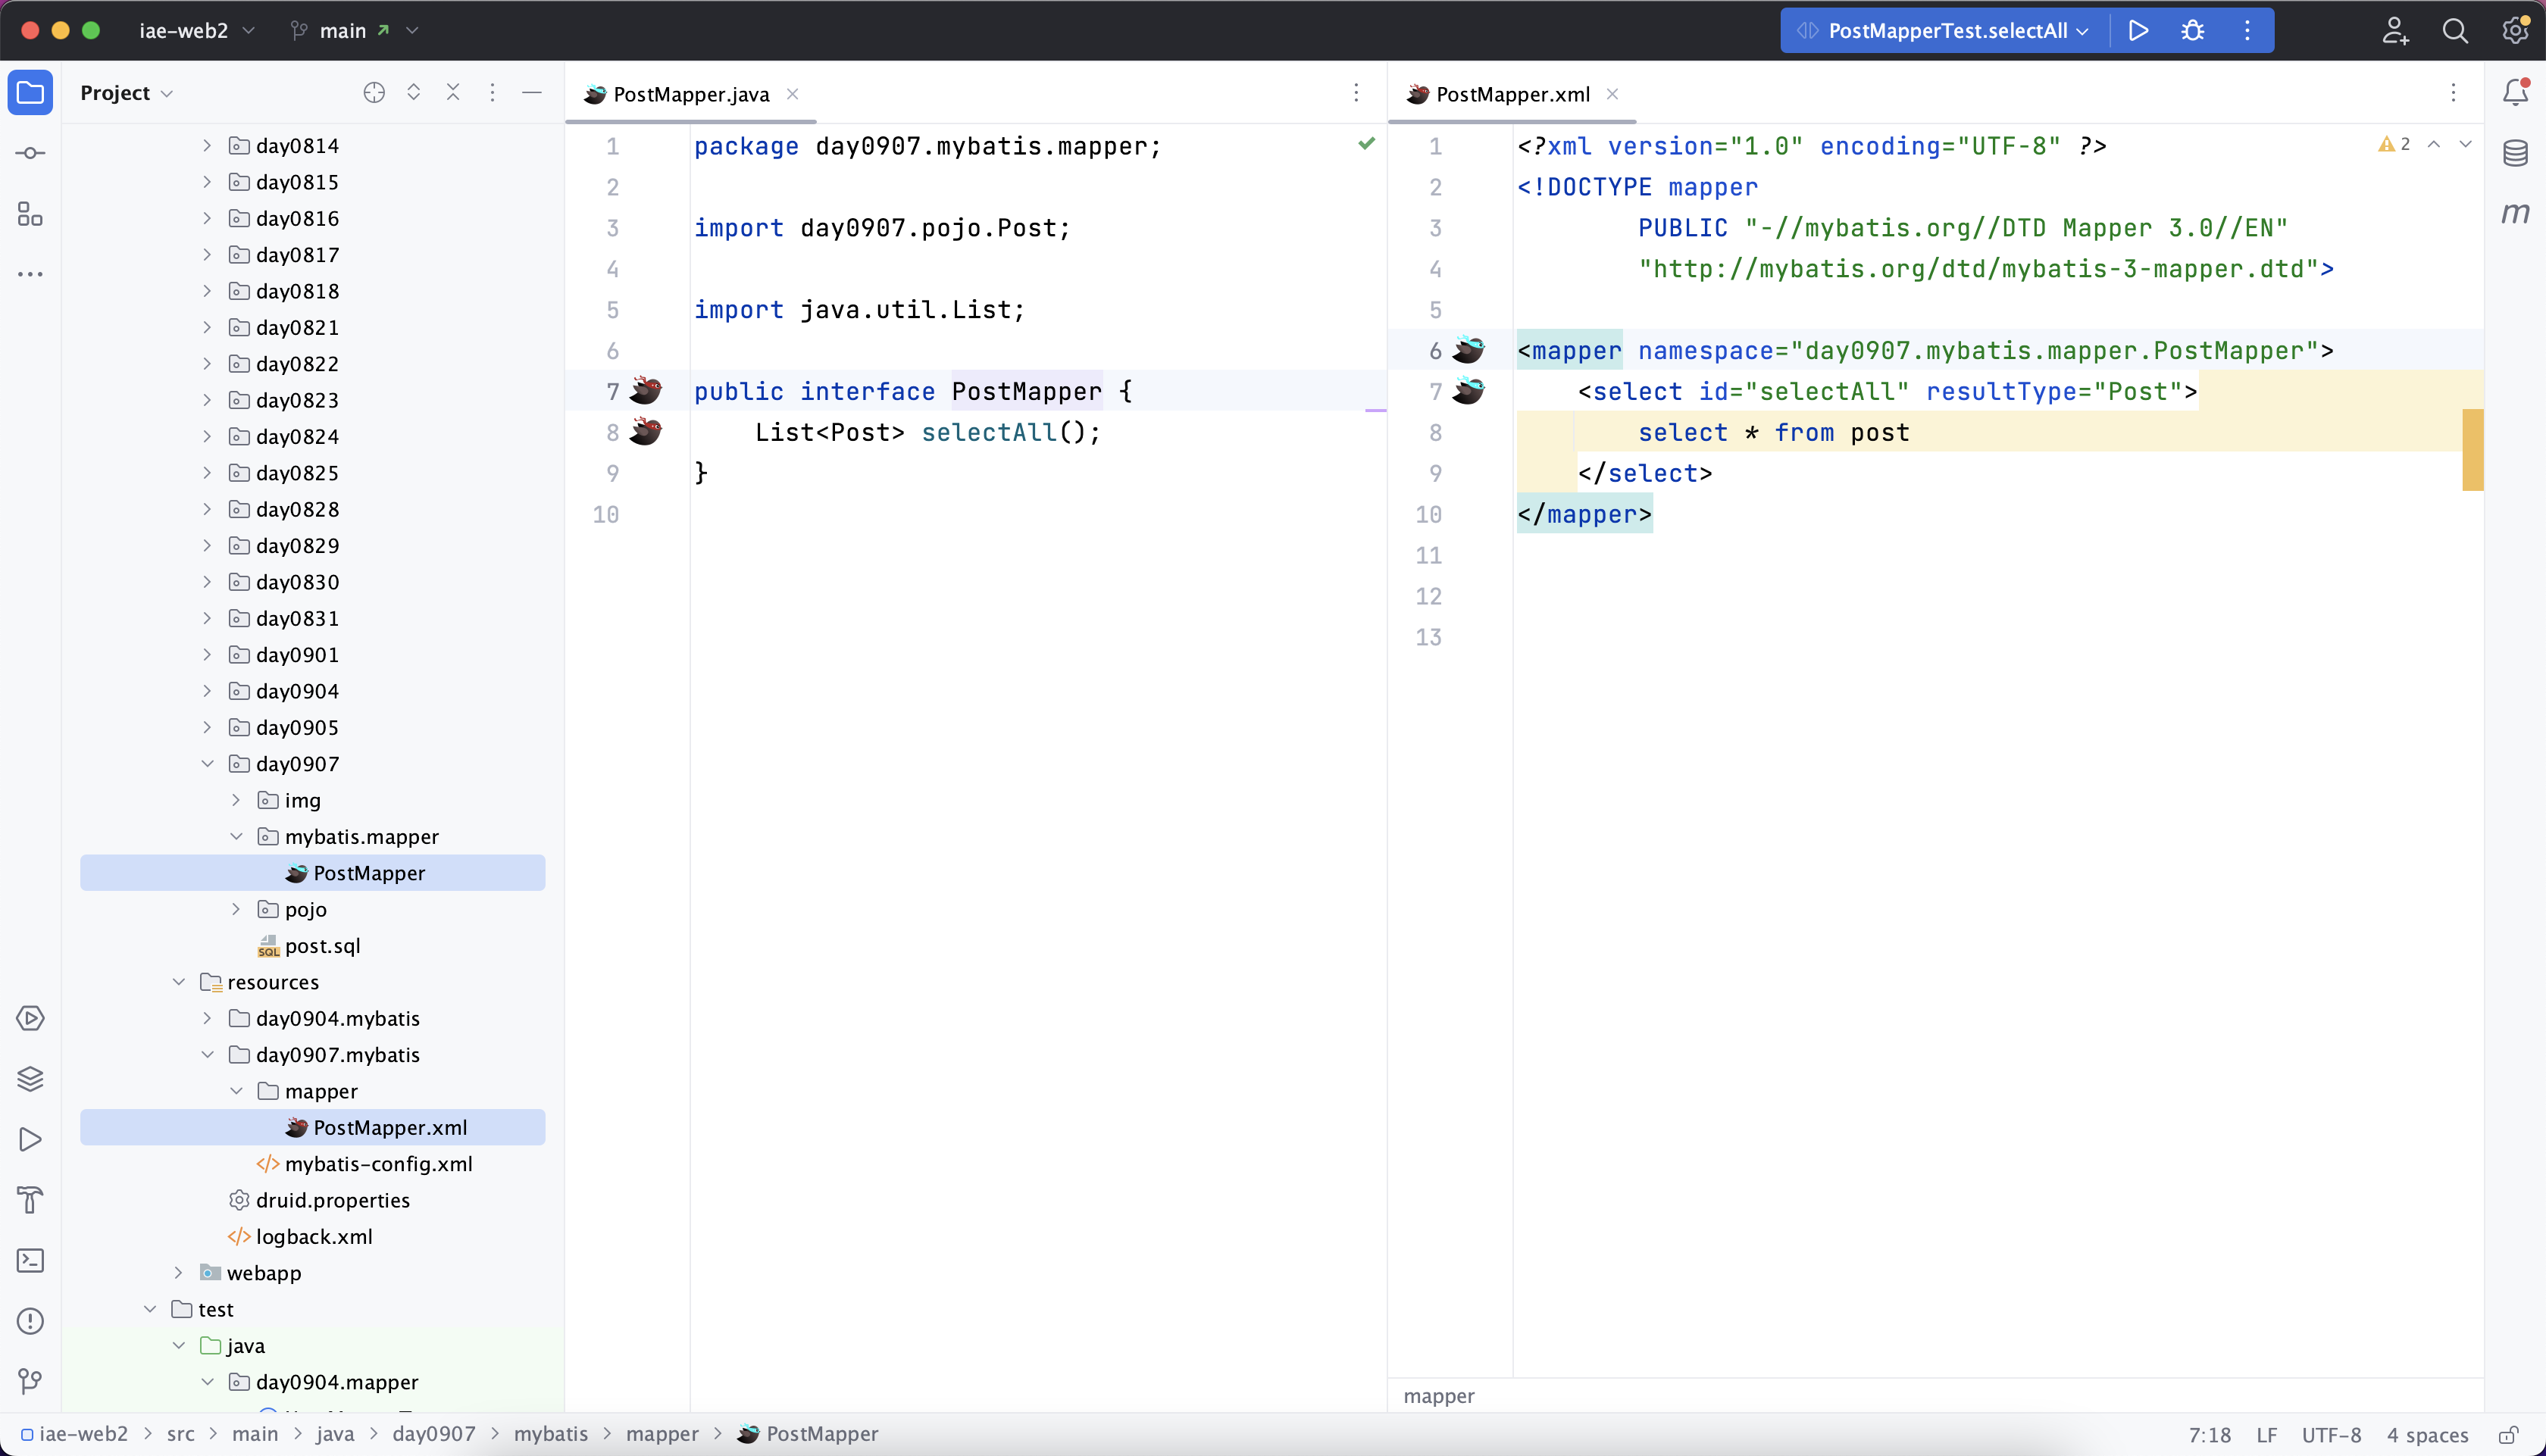 iae-web2
main
PostMapperTest.selectAll
Project
day0814
day0815
day0816
day0817
day0818
day0821
day0822
day0823
day0824
day0825
day0828
day0829
day0830
day0831
day0901
day0904
day0905
day0907
img
mybatis.mapper
PostMapper
pojo
SQL post.sql
resources
day0904.mybatis
day0907.mybatis
mapper
PostMapper.xml
mybatis-config.xml
druid.properties
logback.xml
webapp
test
java
day0904.mapper
PostMapper.java
1 package day0907.mybatis.mapper;
2
3 import day0907.pojo.Post;
4
5 import java.util.List;
6
7 public interface PostMapper {
8     List<Post> selectAll();
9 }
10
PostMapper.xml
1 <?xml version="1.0" encoding="UTF-8" ?>
2 <!DOCTYPE mapper
3         PUBLIC "-//mybatis.org//DTD Mapper 3.0//EN"
4         "http://mybatis.org/dtd/mybatis-3-mapper.dtd">
5
6 <mapper namespace="day0907.mybatis.mapper.PostMapper">
7     <select id="selectAll" resultType="Post">
8         select * from post
9     </select>
10 </mapper>
11
12
13
2
m
mapper
iae-web2 > src > main > java > day0907 > mybatis > mapper > PostMapper
7:18 LF UTF-8 4 spaces